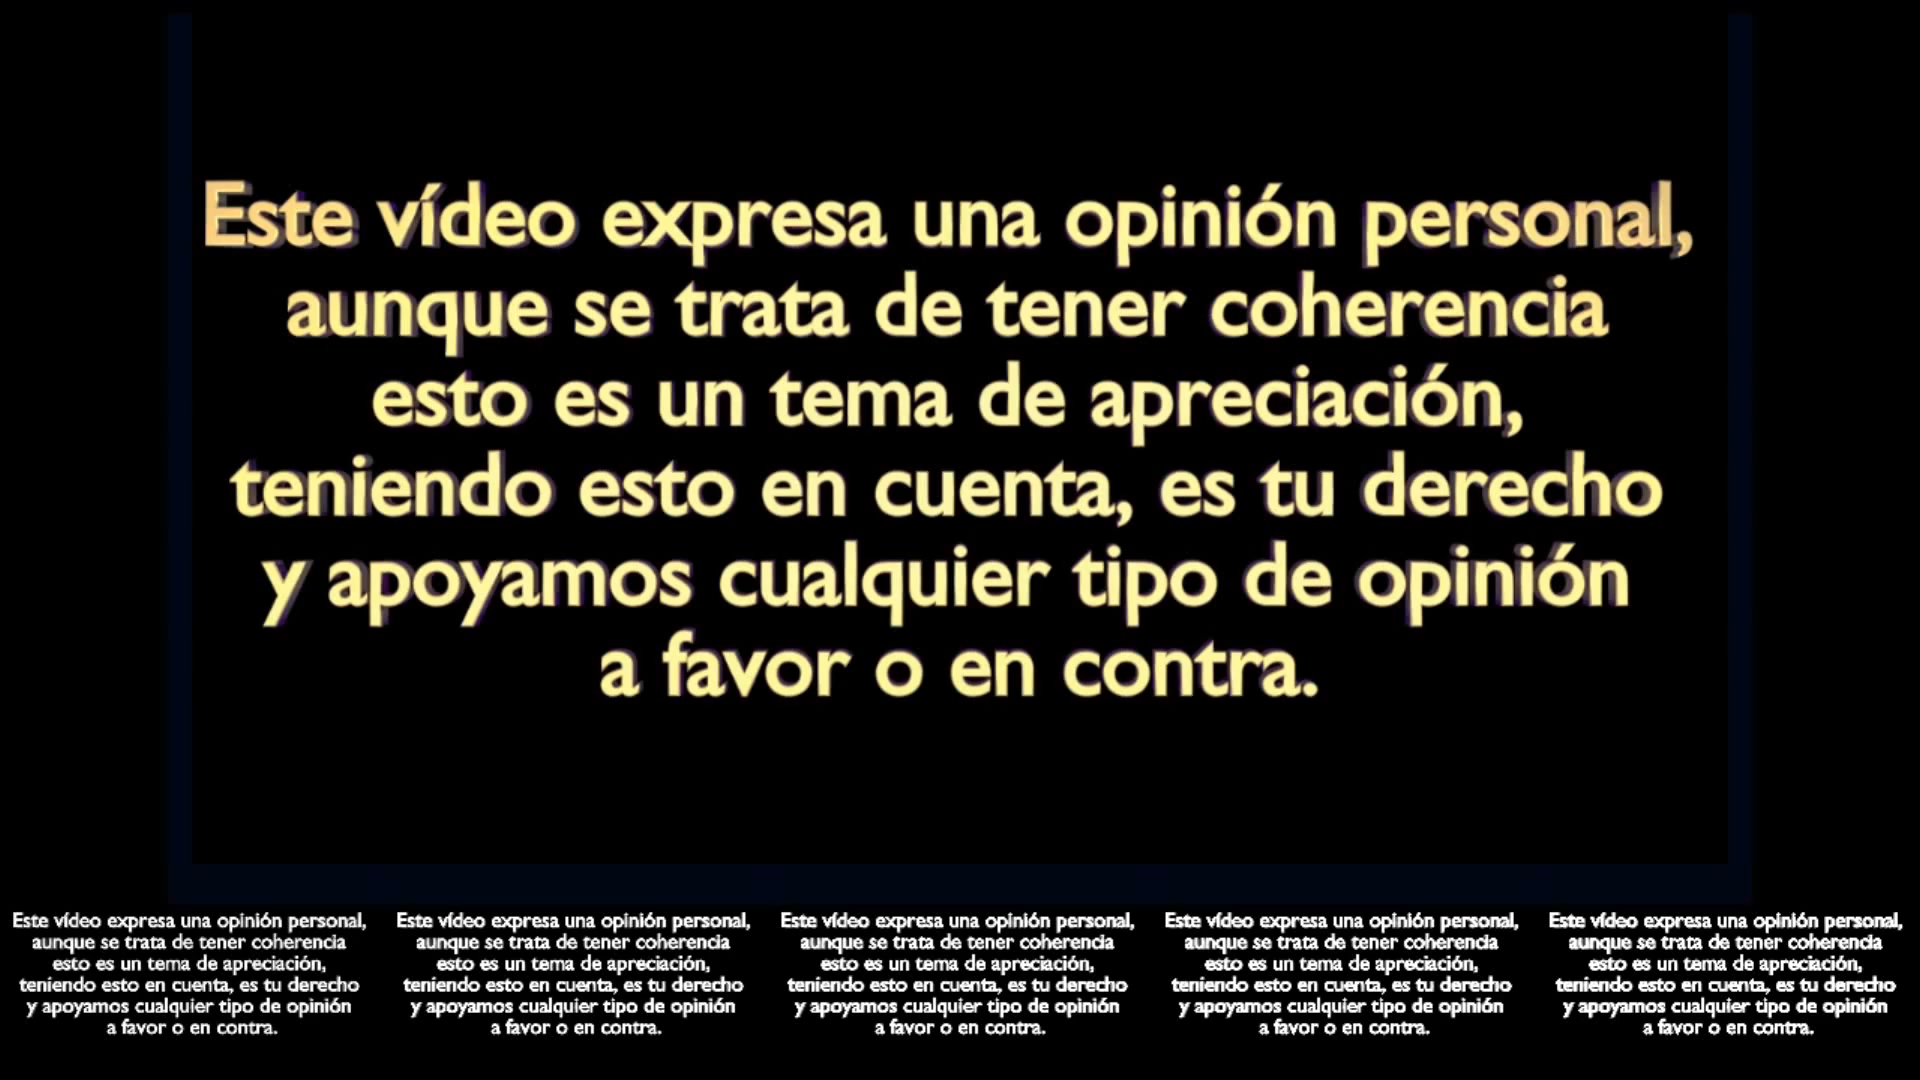 Este vídeo expresa una opinión personal,
aunque se trata de tener coherencia
esto es un tema de apreciación,
teniendo esto en cuenta, es tu derecho
y apoyamos cualquier tipo de opinión
a favor o en contra.
Este vídeo expresa una opinión personal,
aunque se trata de tener coherencia
esto es un tema de apreciación,
teniendo esto en cuenta, es tu derecho
y apoyamos cualquier tipo de opinión
a favor o en contra.
Este vídeo expresa una opinión personal,
aunque se trata de tener coherencia
esto es un tema de apreciación,
teniendo esto en cuenta, es tu derecho
y apoyamos cualquier tipo de opinión
a favor o en contra.
Este vídeo expresa una opinión personal,
aunque se trata de tener coherencia
esto es un tema de apreciación,
teniendo esto en cuenta, es tu derecho
y apoyamos cualquier tipo de opinión
a favor o en contra.
Este vídeo expresa una opinión personal,
aunque se trata de tener coherencia
esto es un tema de apreciación,
teniendo esto en cuenta, es tu derecho
y apoyamos cualquier tipo de opinión
a favor o en contra.
Este vídeo expresa una opinión personal,
aunque se trata de tener coherencia
esto es un tema de apreciación,
teniendo esto en cuenta, es tu derecho
y apoyamos cualquier tipo de opinión
a favor o en contra.